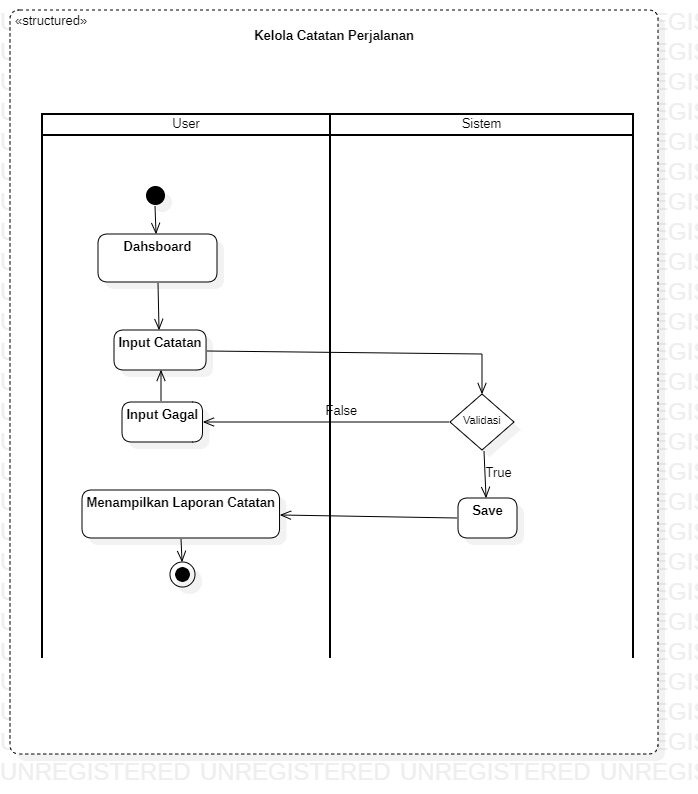 «structured»
Kelola Catatan Perjalanan
User
Sistem
Dahsboard
Input Catatan
Input Gagal
False
Validasi
True
Menampilkan Laporan Catatan
Save
UNREGISTERED UNREGISTERED UNREGISTERED UNREGIS